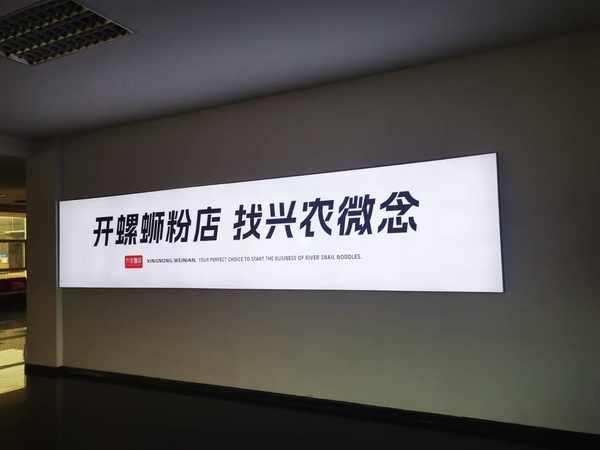 开螺蛳粉店 找兴农微念
XINGNONG WEINIAN, YOUR PERFECT CHOICE TO START THE BUSINESS OF RIVER SNAIL NOODLES.